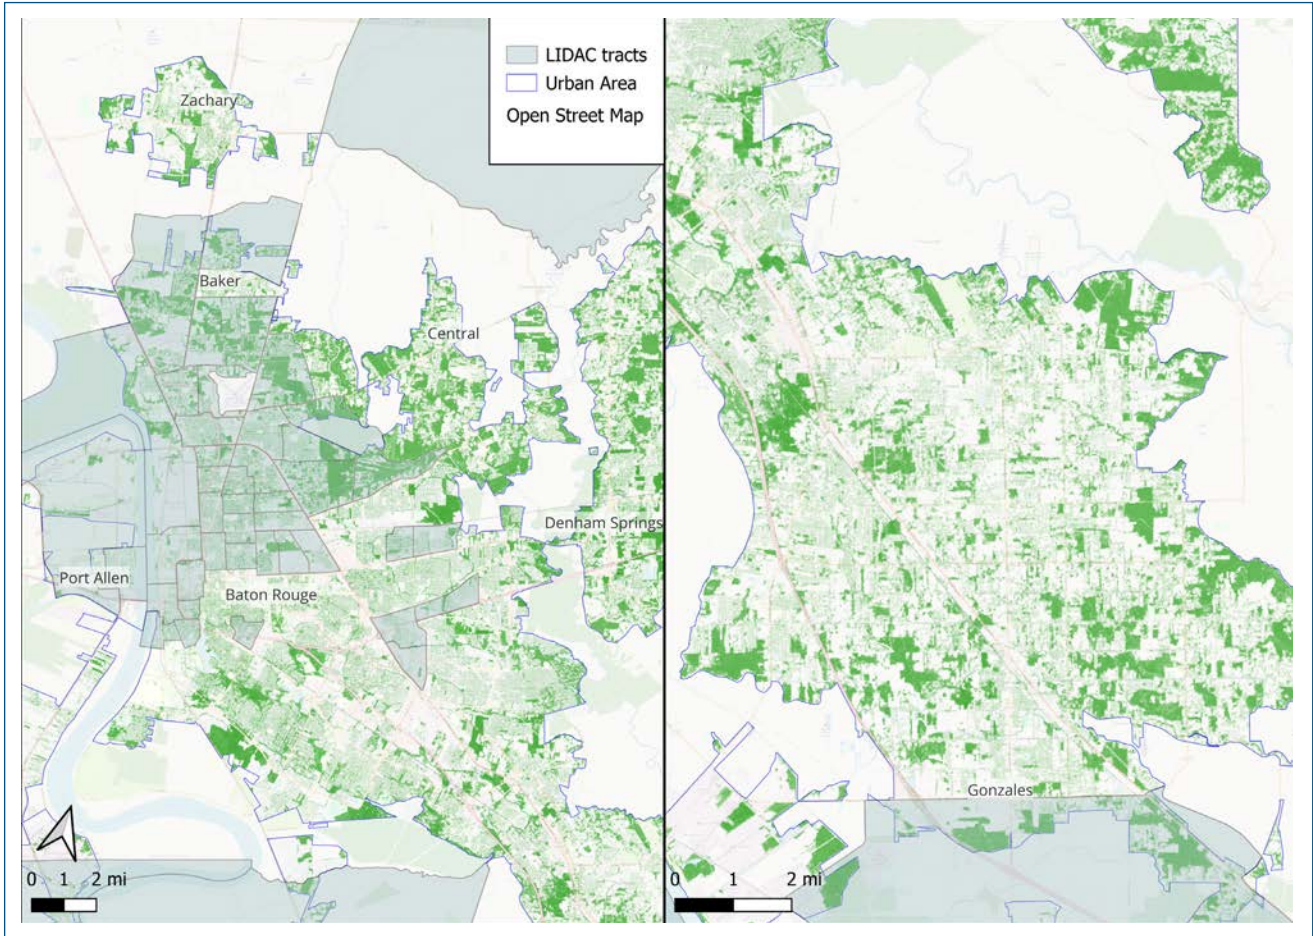 LIDAC tracts
Urban Area
Open Street Map
Zachary
Baker
Central
Denham Springs
Port Allen
Baton Rouge
Gonzales
0 1 2 mi
0 1 2 mi